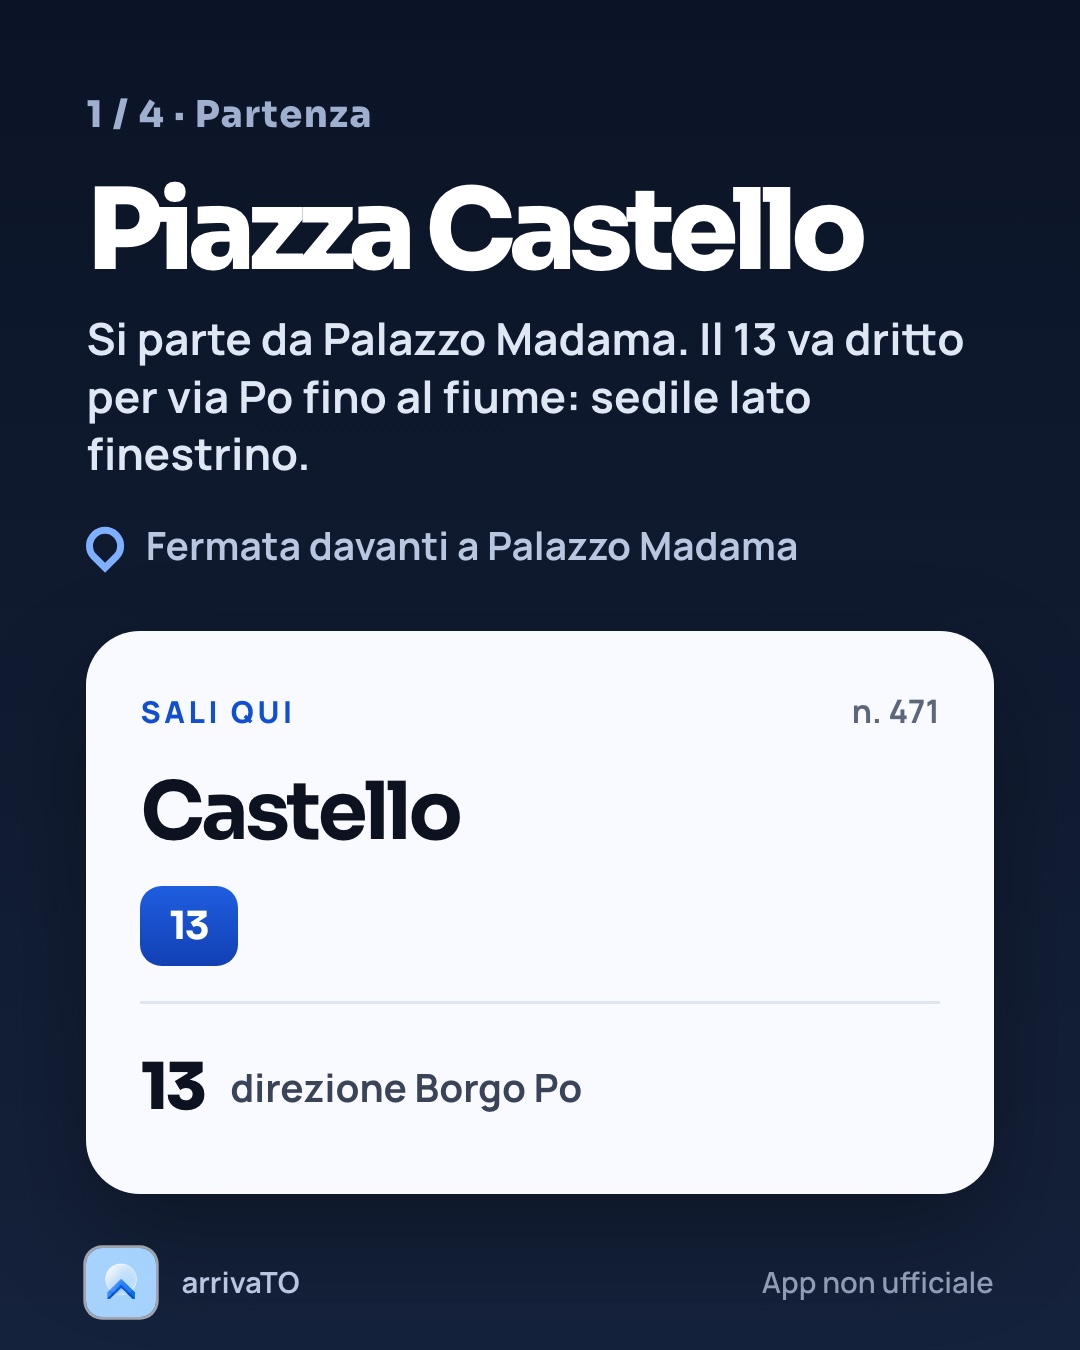 1 / 4 · Partenza
Piazza Castello
Si parte da Palazzo Madama. Il 13 va dritto
per via Po fino al fiume: sedile lato
finestrino.
Fermata davanti a Palazzo Madama
SALI QUI
n. 471
Castello
13
13 direzione Borgo Po
arrivaTO
App non ufficiale